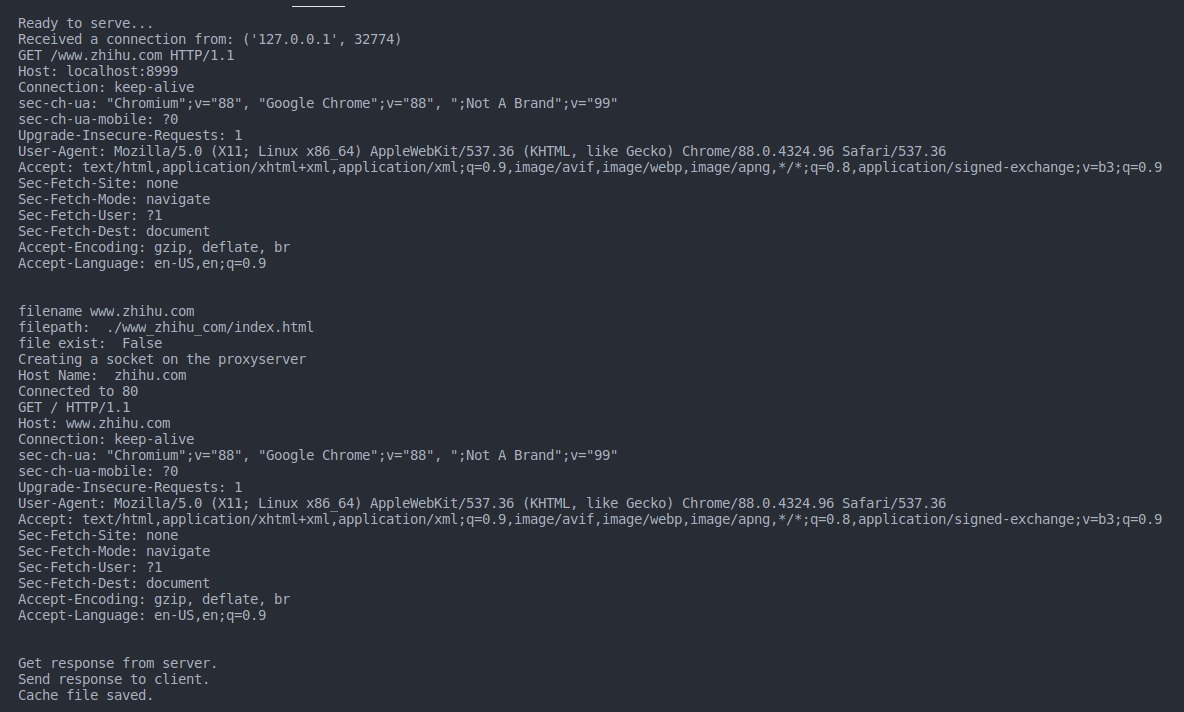 Ready to serve...
Received a connection from: ('127.0.0.1', 32774)
GET /www.zhihu.com HTTP/1.1
Host: localhost:8999
Connection: keep-alive
sec-ch-ua: "Chromium";v="88", "Google Chrome";v="88", ";Not A Brand";v="99"
sec-ch-ua-mobile: ?0
Upgrade-Insecure-Requests: 1
User-Agent: Mozilla/5.0 (X11; Linux x86_64) AppleWebKit/537.36 (KHTML, like Gecko) Chrome/88.0.4324.96 Safari/537.36
Accept: text/html,application/xhtml+xml,application/xml;q=0.9,image/avif,image/webp,image/apng,*/*;q=0.8,application/signed-exchange;v=b3;q=0.9
Sec-Fetch-Site: none
Sec-Fetch-Mode: navigate
Sec-Fetch-User: ?1
Sec-Fetch-Dest: document
Accept-Encoding: gzip, deflate, br
Accept-Language: en-US,en;q=0.9
filename www.zhihu.com
filepath:  ./www_zhihu_com/index.html
file exist:  False
Creating a socket on the proxyserver
Host Name:  zhihu.com
Connected to 80
GET / HTTP/1.1
Host: www.zhihu.com
Connection: keep-alive
sec-ch-ua: "Chromium";v="88", "Google Chrome";v="88", ";Not A Brand";v="99"
sec-ch-ua-mobile: ?0
Upgrade-Insecure-Requests: 1
User-Agent: Mozilla/5.0 (X11; Linux x86_64) AppleWebKit/537.36 (KHTML, like Gecko) Chrome/88.0.4324.96 Safari/537.36
Accept: text/html,application/xhtml+xml,application/xml;q=0.9,image/avif,image/webp,image/apng,*/*;q=0.8,application/signed-exchange;v=b3;q=0.9
Sec-Fetch-Site: none
Sec-Fetch-Mode: navigate
Sec-Fetch-User: ?1
Sec-Fetch-Dest: document
Accept-Encoding: gzip, deflate, br
Accept-Language: en-US,en;q=0.9
Get response from server.
Send response to client.
Cache file saved.